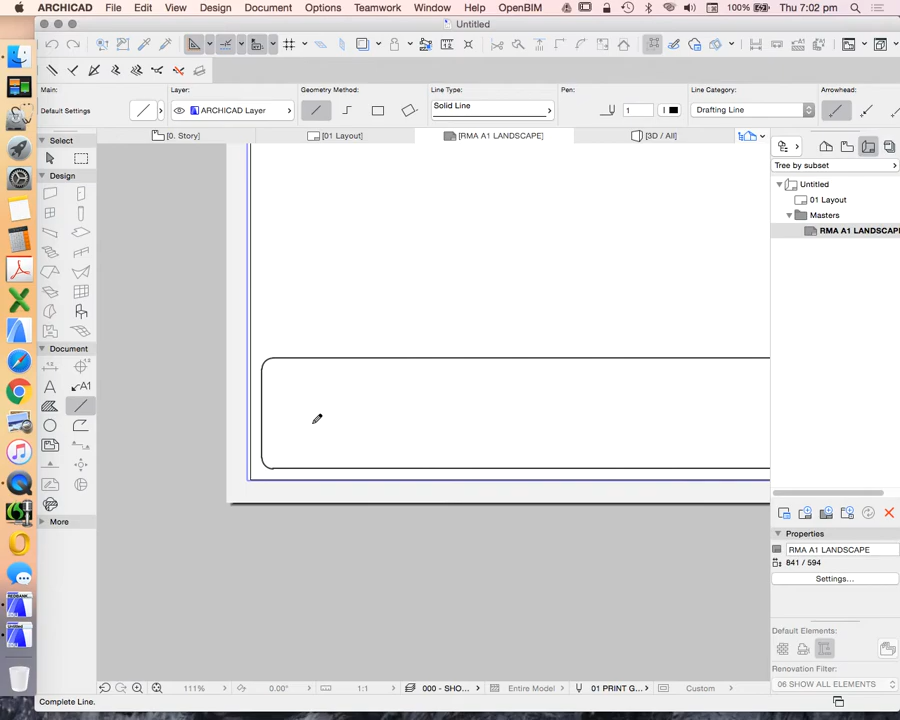 ARCHICAD File Edit View Design Document Options Teamwork Window Help OpenBIM 100% Thu 7:02 pm
Untitled
Main: Layer: Geometry Method: Line Type: Pen: Line Category: Arrowhead:
Default Settings ARCHICAD Layer Solid Line 1 Drafting Line
Select [0. Story] [01 Layout] [RMA A1 LANDSCAPE] [3D / All]
Tree by subset
Design
Untitled
01 Layout
Masters
RMA A1 LANDSCAPE
Document
A A1
More
Properties
RMA A1 LANDSCAPE
841 / 594
Settings...
Default Elements:
Renovation Filter:
06 SHOW ALL ELEMENTS
111% 0.00° 1:1 000 - SHO... Entire Model 01 PRINT G... Custom
Complete Line.